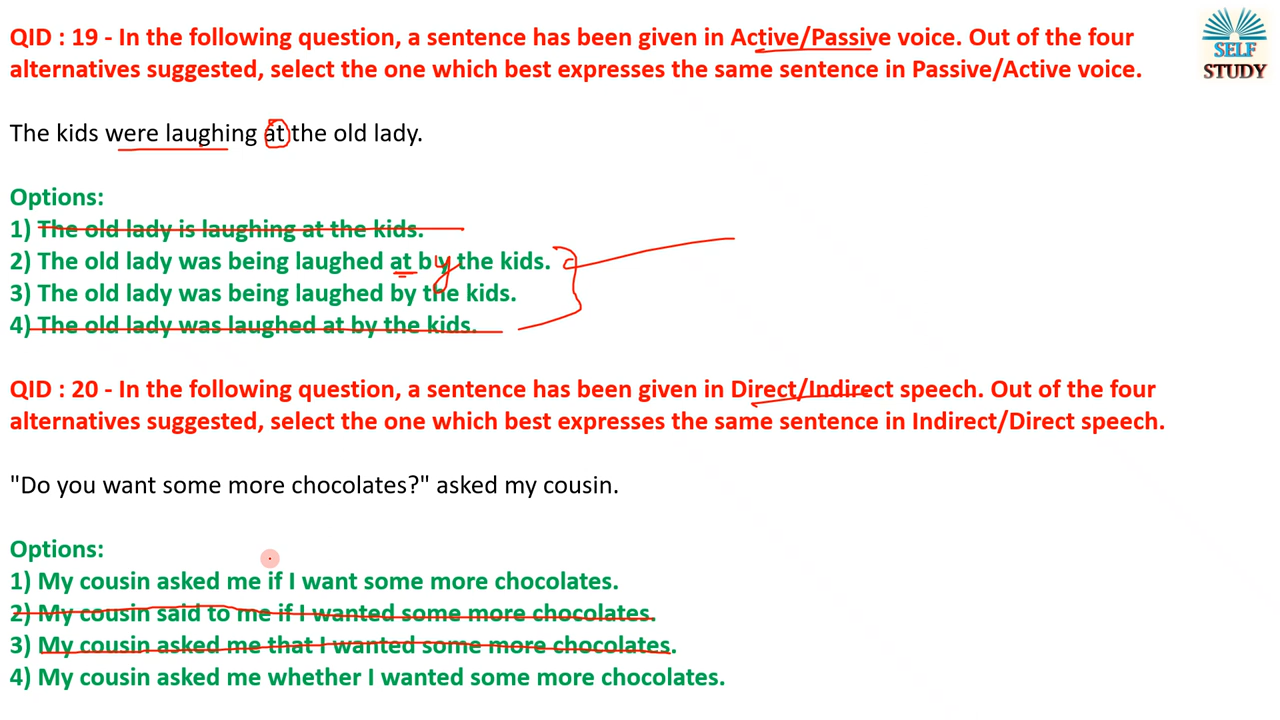 QID : 19 - In the following question, a sentence has been given in Active/Passive voice. Out of the four
alternatives suggested, select the one which best expresses the same sentence in Passive/Active voice.
SELF
STUDY
The kids were laughing at the old lady.
Options:
1) The old lady is laughing at the kids.
2) The old lady was being laughed at by the kids.
3) The old lady was being laughed by the kids.
4) The old lady was laughed at by the kids.
QID : 20 - In the following question, a sentence has been given in Direct/Indirect speech. Out of the four
alternatives suggested, select the one which best expresses the same sentence in Indirect/Direct speech.
"Do you want some more chocolates?" asked my cousin.
Options:
1) My cousin asked me if I want some more chocolates.
2) My cousin said to me if I wanted some more chocolates.
3) My cousin asked me that I wanted some more chocolates.
4) My cousin asked me whether I wanted some more chocolates.